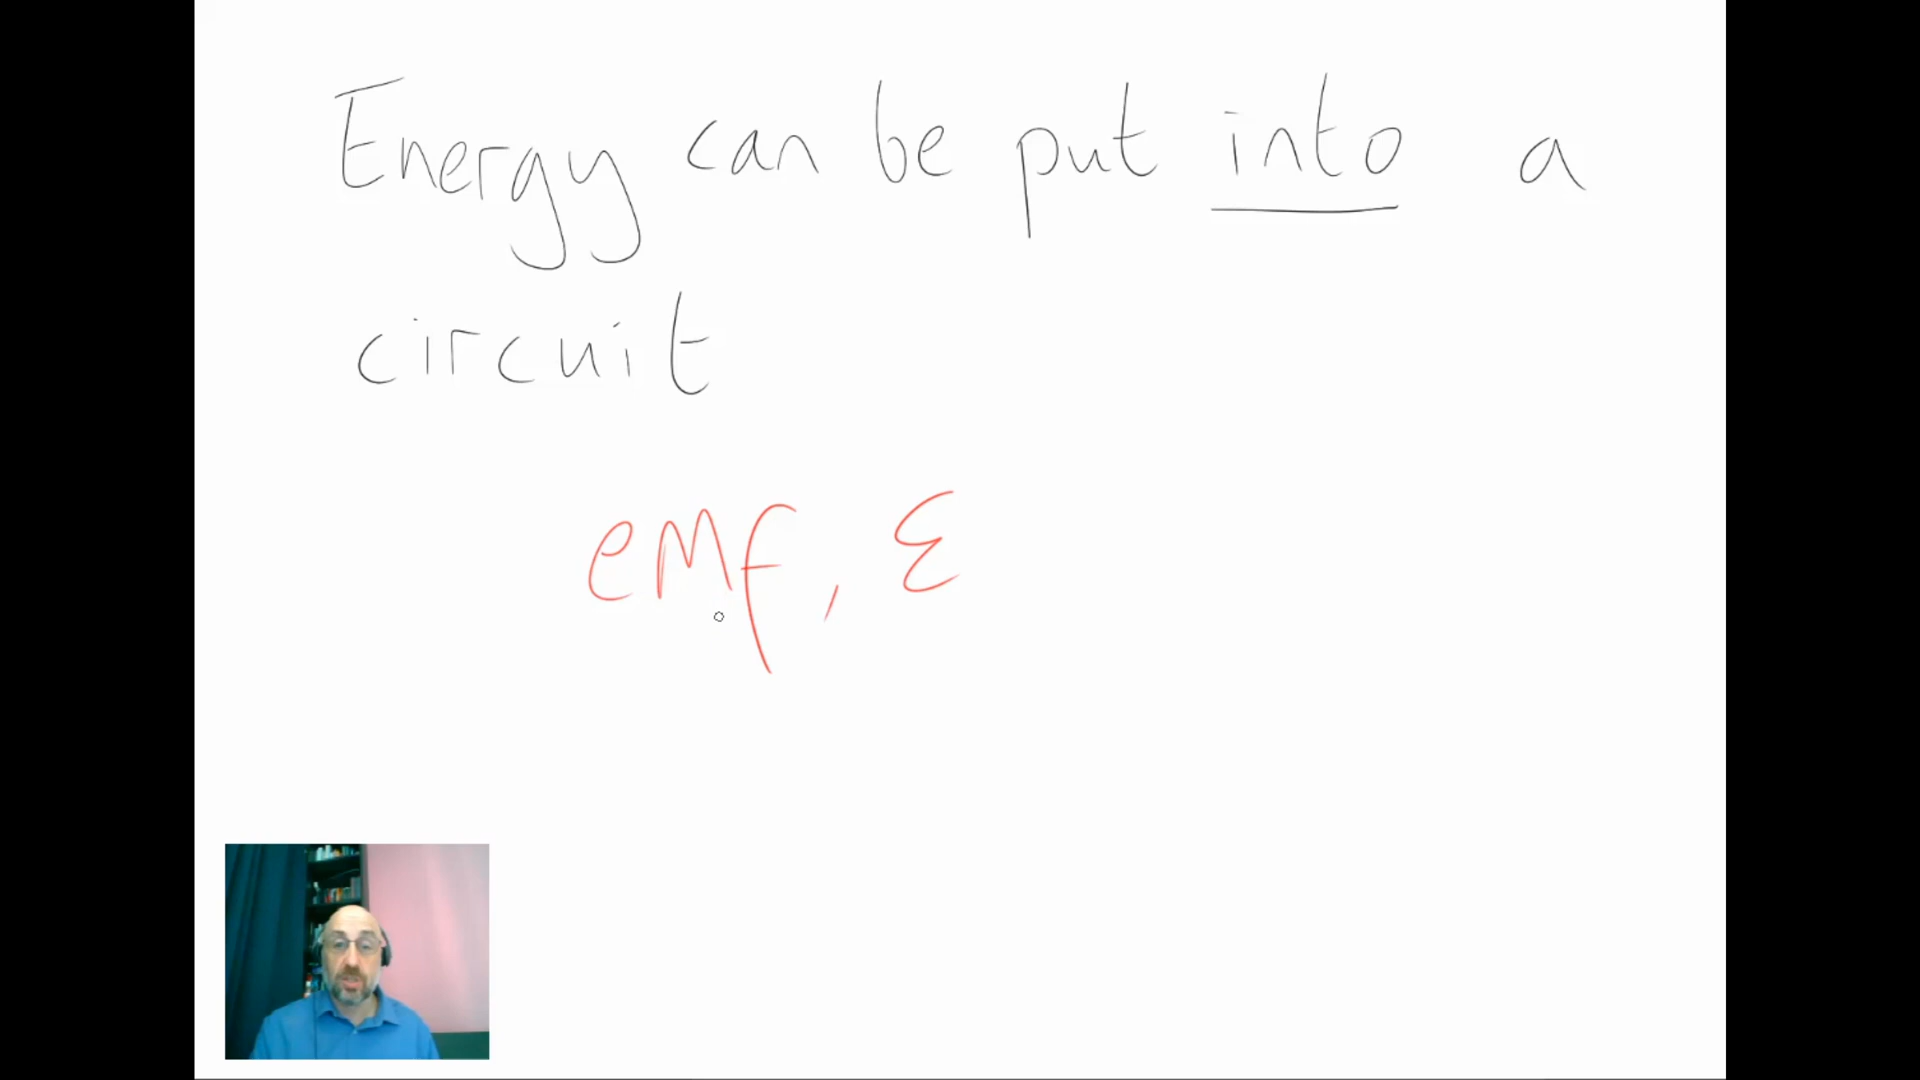 Energy can be put into a
circuit
emf, ε